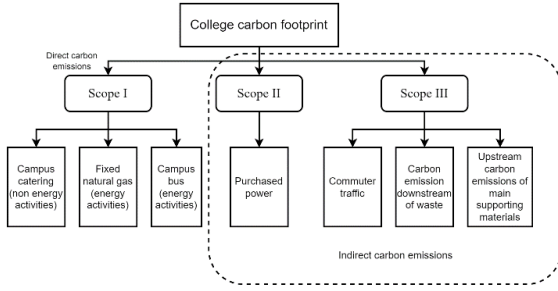 College carbon footprint
Direct carbon
emissions
Scope I
Scope II
Scope III
Campus
catering
(non energy
activities)
Fixed
natural gas
(energy
activities)
Campus
bus
(energy
activities)
Purchased
power
Commuter
traffic
Carbon
emission
downstream
of waste
Upstream
carbon
emissions of
main
supporting
materials
Indirect carbon emissions